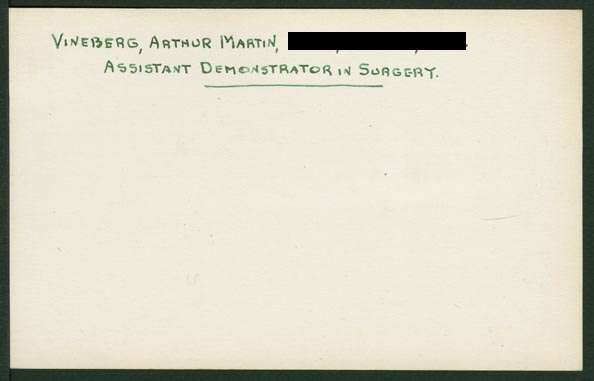 VINEBERG, ARTHUR MARTIN,
ASSISTANT DEMONSTRATOR IN SURGERY.